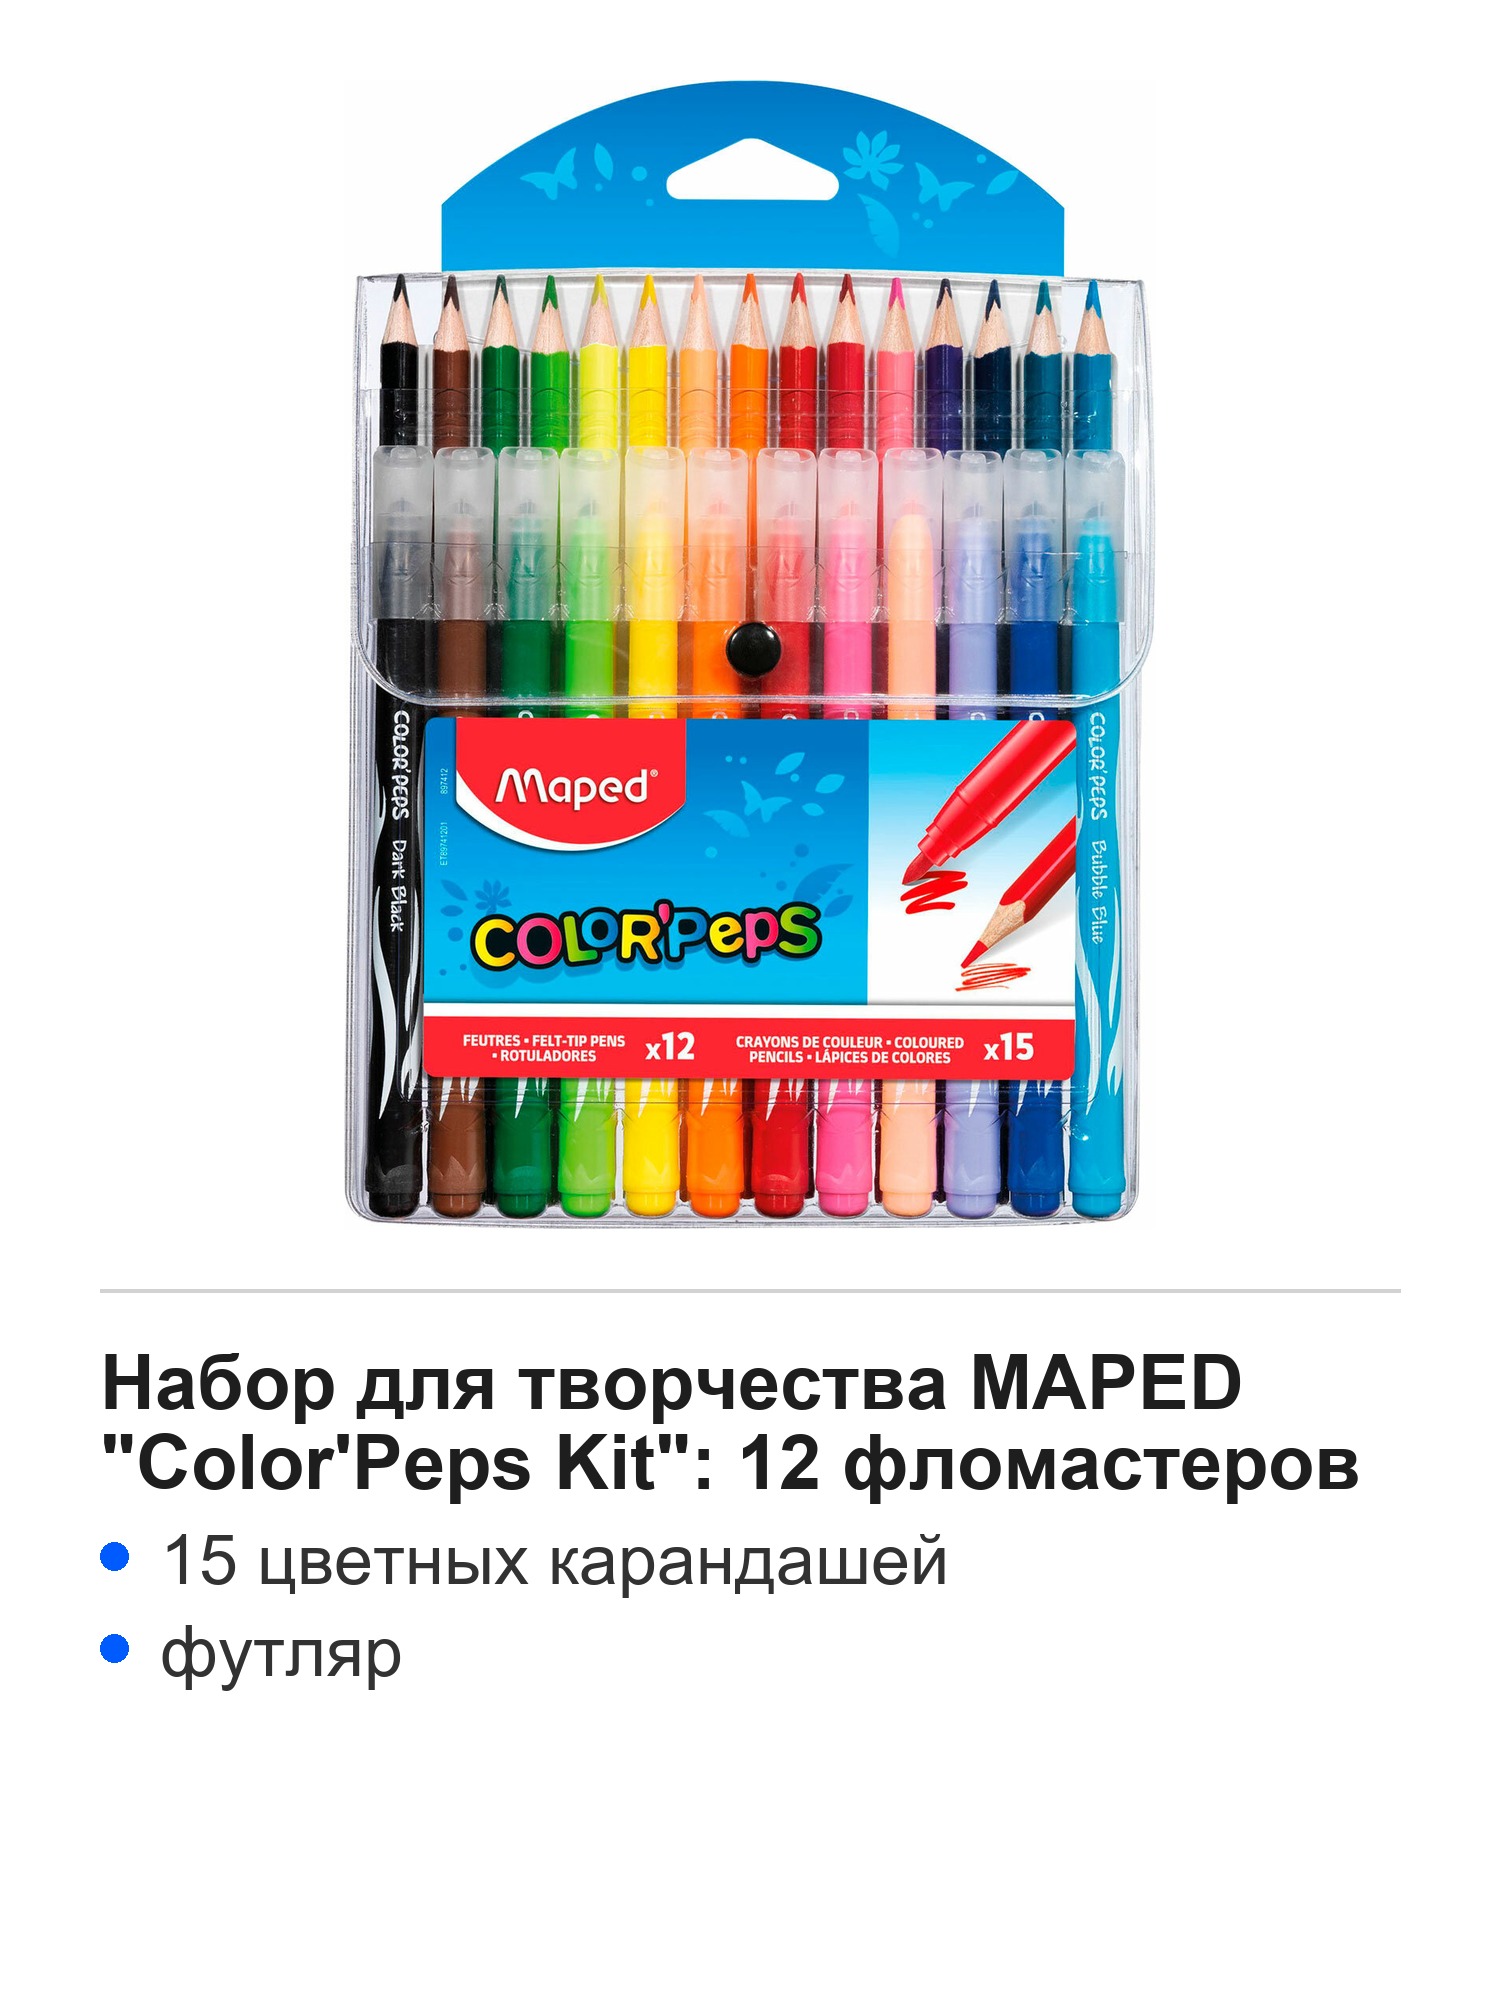 Maped®
897412
ET89741201
COLOR'PEPS Dark Black
COLOR'PEPS Bubble Blue
COLOR'PePS
FEUTRES • FELT-TIP PENS
• ROTULADORES
x12
CRAYONS DE COULEUR • COLOURED
PENCILS • LÁPICES DE COLORES
x15
Набор для творчества MAPED
"Color'Peps Kit": 12 фломастеров
15 цветных карандашей
футляр